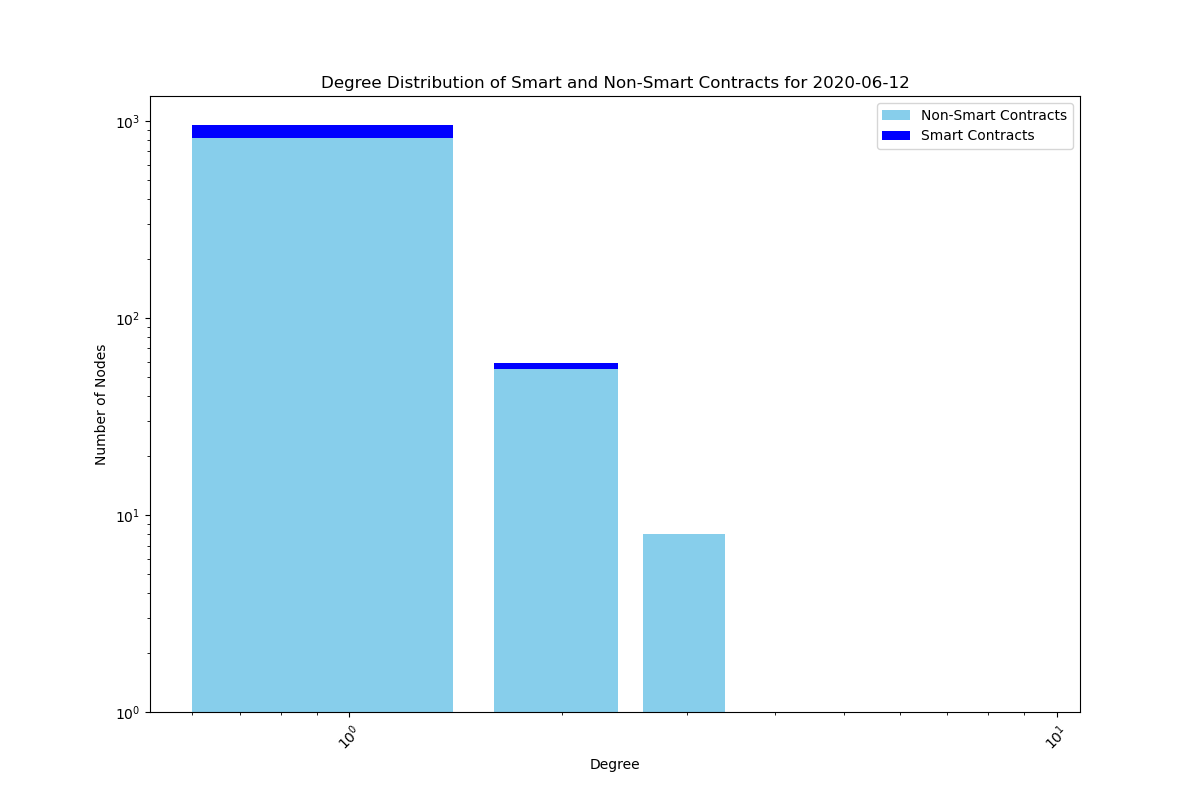 Degree Distribution of Smart and Non-Smart Contracts for 2020-06-12
Non-Smart Contracts
Smart Contracts
Number of Nodes
10³
10²
10¹
10⁰
10⁰
10¹
Degree